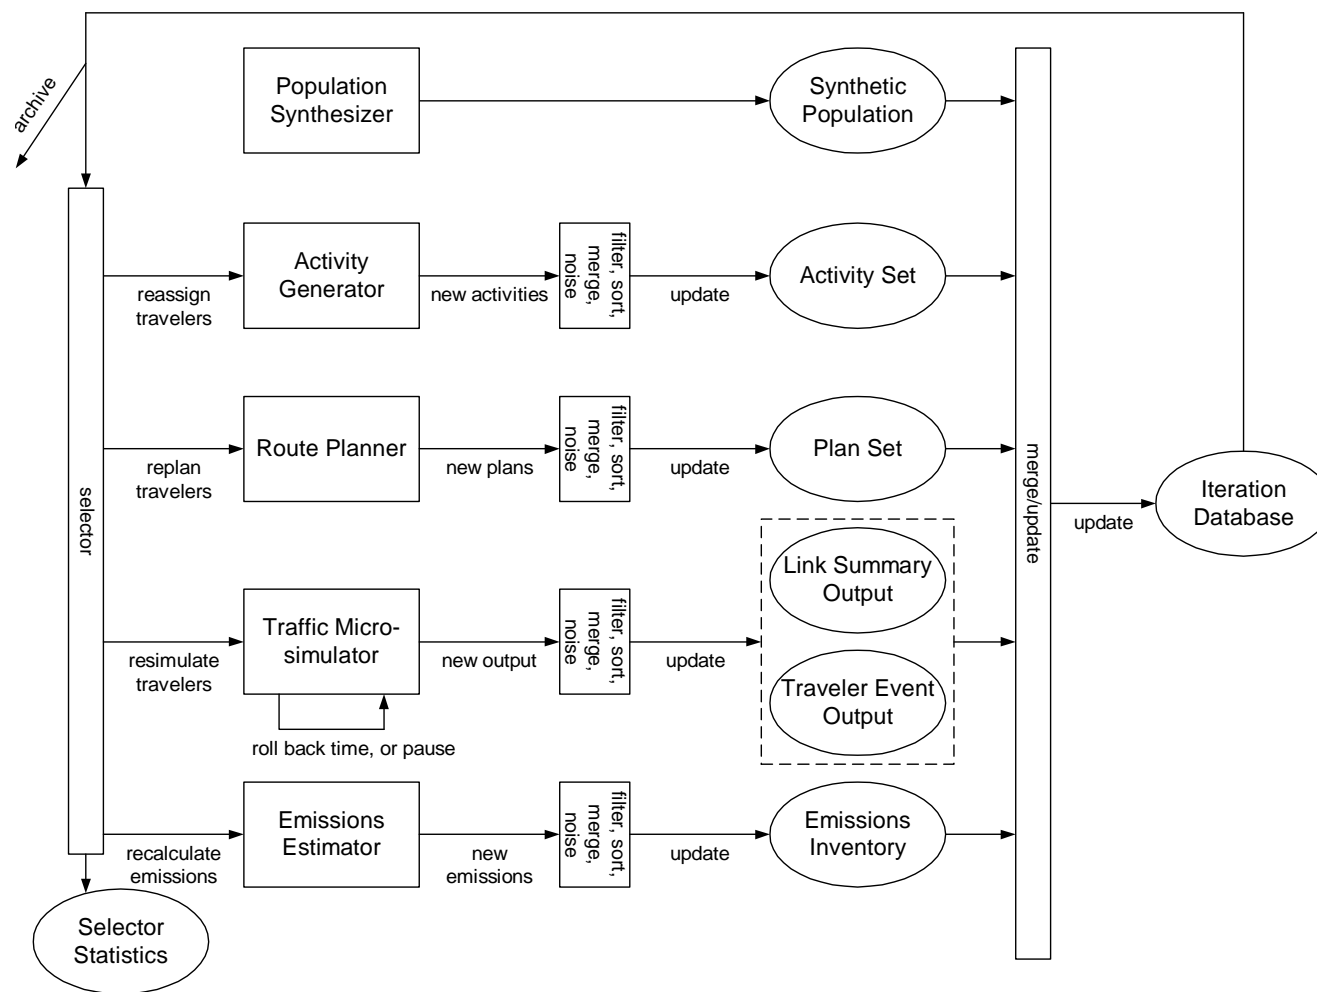 archive
Population
Synthesizer
Synthetic
Population
selector
reassign
travelers
Activity
Generator
new activities
filter, sort,
merge,
noise
update
Activity Set
replan
travelers
Route Planner
new plans
filter, sort,
merge,
noise
update
Plan Set
merge/update
update
Iteration
Database
resimulate
travelers
Traffic Micro-
simulator
roll back time, or pause
new output
filter, sort,
merge,
noise
update
Link Summary
Output
Traveler Event
Output
recalculate
emissions
Emissions
Estimator
new
emissions
filter, sort,
merge,
noise
update
Emissions
Inventory
Selector
Statistics